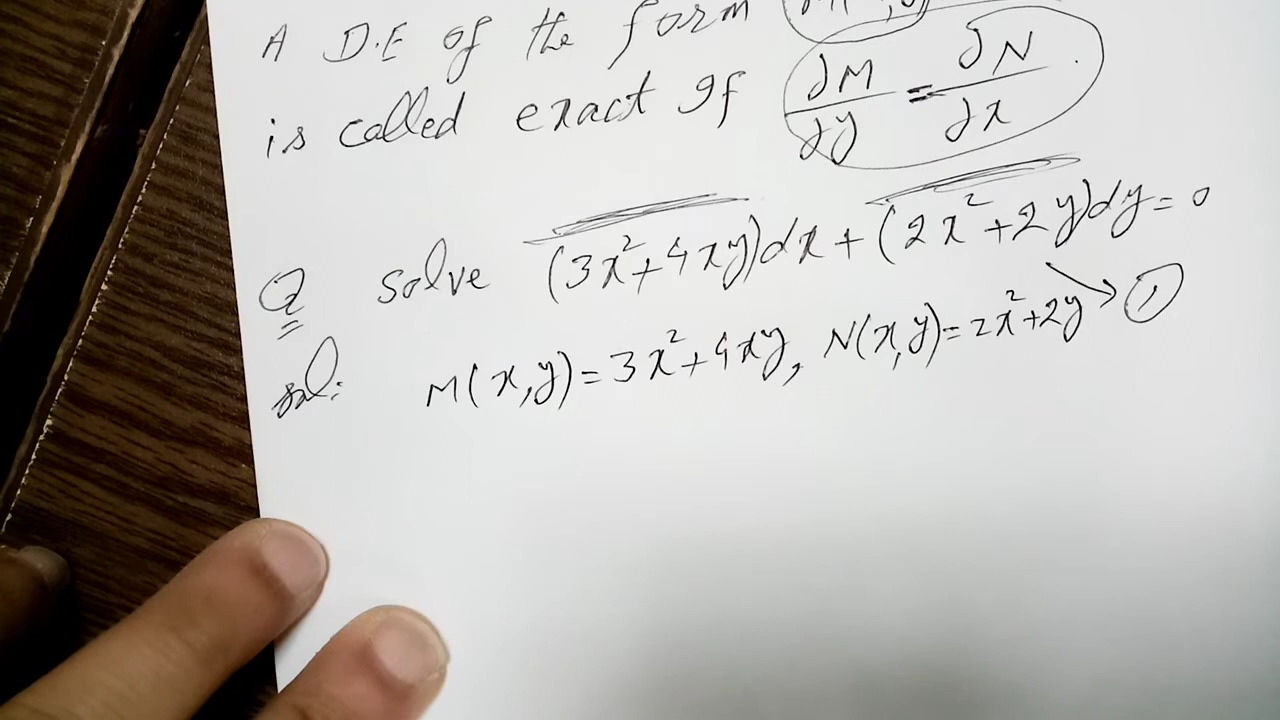 A D.E of the form
is called exact If ∂M/∂y = ∂N/∂x
Q solve (3x²+4xy)dx+(2x²+2y)dy=0
sol: M(x,y)=3x²+4xy, N(x,y)=2x²+2y → 1